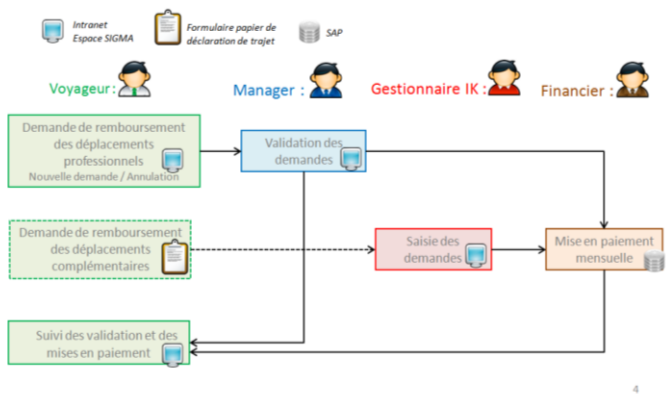 Intranet
Espace SIGMA
Formulaire papier de
déclaration de trajet
SAP
Voyageur :
Manager :
Gestionnaire IK :
Financier :
Demande de remboursement
des déplacements
professionnels
Nouvelle demande / Annulation
Validation des
demandes
Demande de remboursement
des déplacements
complémentaires
Saisie des
demandes
Mise en paiement
mensuelle
Suivi des validation et des
mises en paiement
4